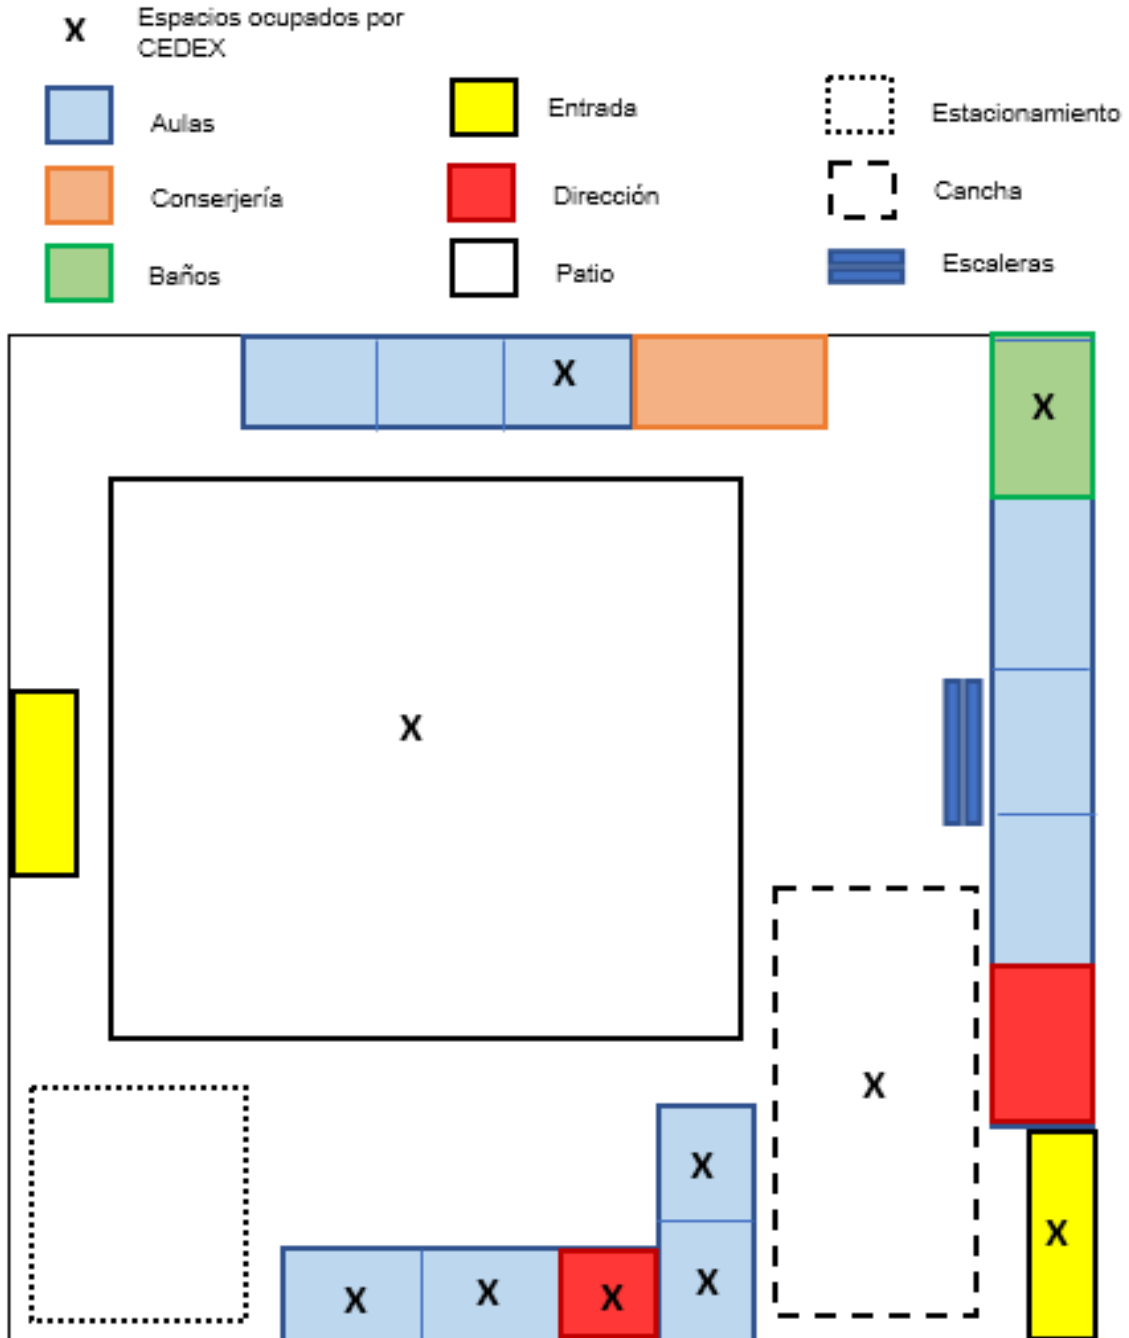 X Espacios ocupados por
CEDEX
Aulas Entrada Estacionamiento
Conserjería Dirección Cancha
Baños Patio Escaleras
X
X
X
X
X
X
X
X
X
X